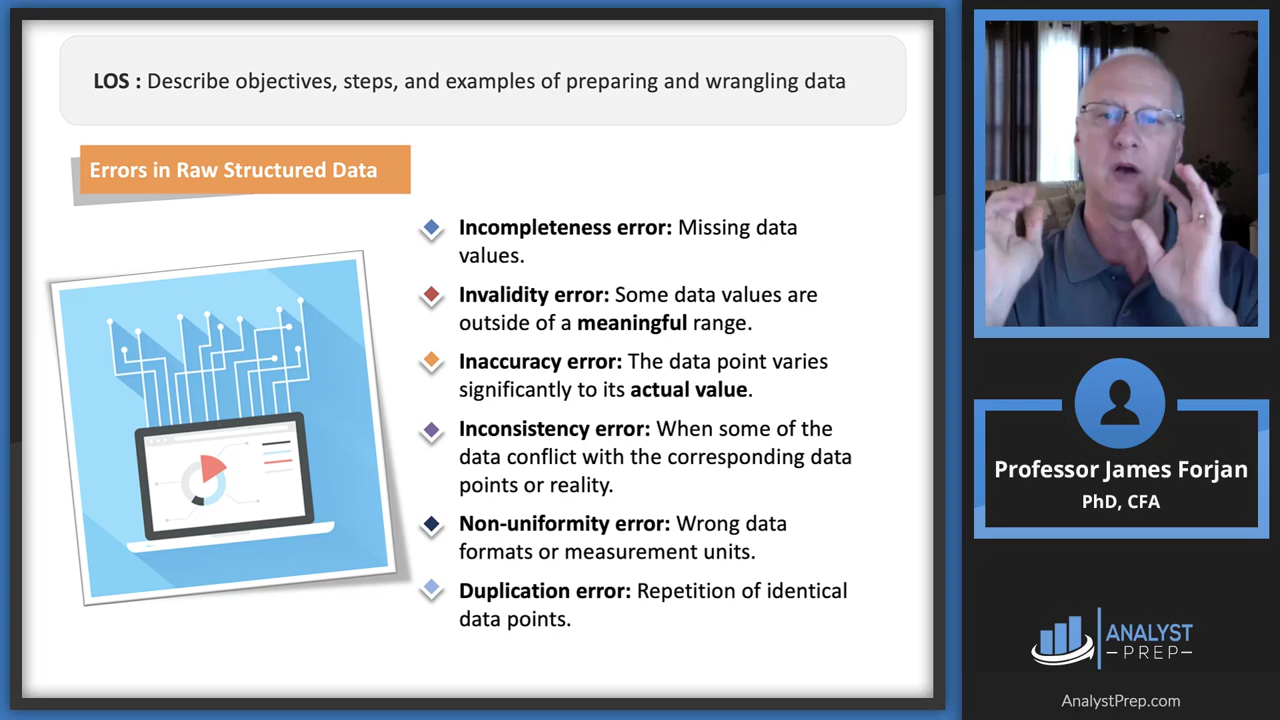 LOS : Describe objectives, steps, and examples of preparing and wrangling data
Errors in Raw Structured Data
Incompleteness error: Missing data
values.
Invalidity error: Some data values are
outside of a meaningful range.
Inaccuracy error: The data point varies
significantly to its actual value.
Inconsistency error: When some of the
data conflict with the corresponding data
points or reality.
Non-uniformity error: Wrong data
formats or measurement units.
Duplication error: Repetition of identical
data points.
Professor James Forjan
PhD, CFA
ANALYST
PREP
AnalystPrep.com